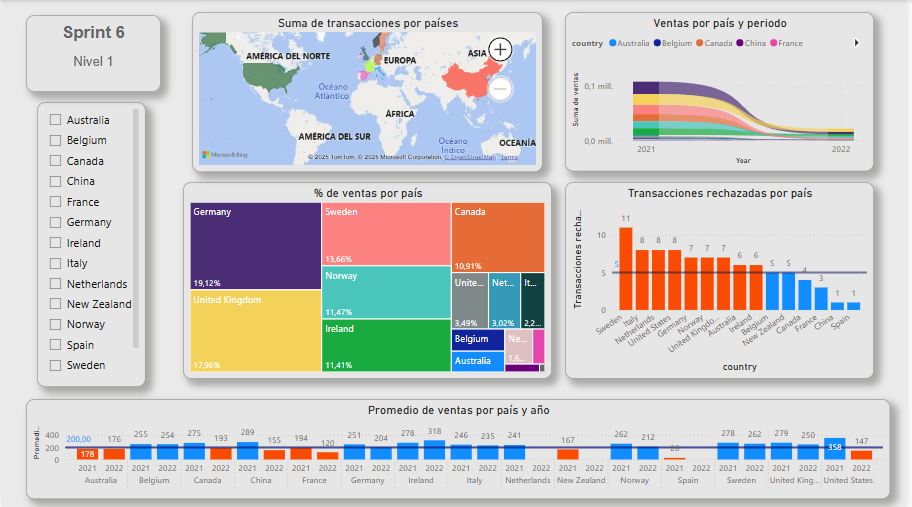 Sprint 6
Nivel 1
Australia
Belgium
Canada
China
France
Germany
Ireland
Italy
Netherlands
New Zealand
Norway
Spain
Sweden
Suma de transacciones por países
AMÉRICA DEL NORTE
EUROPA
ASIA
Océano
Atlántico
ÁFRICA
AMÉRICA DEL SUR
Océano
Índico
OCEANÍA
Microsoft Bing
© 2025 TomTom, © 2025 Microsoft Corporation, © OpenStreetMap Terms
Ventas por país y periodo
country Australia Belgium Canada China France
Suma de ventas
0,1 mill.
0,0 mill.
2021 2022
Year
% de ventas por país
Germany
19,12%
United Kingdom
17,96%
Sweden
13,66%
Norway
11,47%
Ireland
11,41%
Canada
10,91%
Unite...
3,49%
Net...
3,02%
It...
2,2...
Belgium
Australia
Ne...
1,6...
Transacciones rechazadas por país
Transacciones recha...
10
5
0
5
11 8 8 8 7 7 7 6 6 5 5 4 3 1 1
Sweden Italy Netherlands United States Germany Norway United Kingdo... Australia Ireland Belgium New Zealand Canada France China Spain
country
Promedio de ventas por país y año
Promedi...
400
200
0
200,00
178 176 255 254 275 193 289 155 194 120 251 204 278 318 246 235 241 167 262 212 278 262 279 250 358 147
2021 2022 2021 2022 2021 2022 2021 2022 2021 2022 2021 2022 2021 2022 2021 2022 2021 2022 2021 2022 2021 2022 2021 2022 2021 2022 2021 2022 2021 2022
Australia Belgium Canada China France Germany Ireland Italy Netherlands New Zealand Norway Spain Sweden United King... United States